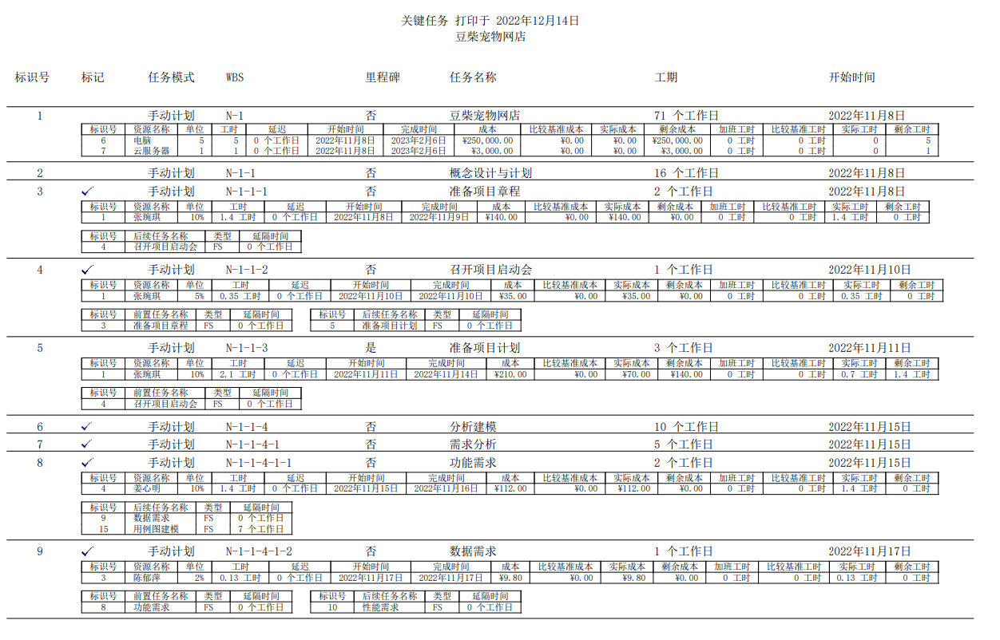 关键任务 打印于 2022年12月14日
豆柴宠物网店
标识号 标记 任务模式 WBS 里程碑 任务名称 工期 开始时间
1 手动计划 N-1 否 豆柴宠物网店 71 个工作日 2022年11月8日
标识号 资源名称 单位 工时 延迟 开始时间 完成时间 成本 比较基准成本 实际成本 剩余成本 加班工时 比较基准工时 实际工时 剩余工时
6 电脑 5 5 0 个工作日 2022年11月8日 2023年2月6日 ¥250,000.00 ¥0.00 ¥0.00 ¥250,000.00 0 工时 0 工时 0 5
7 云服务器 1 1 0 个工作日 2022年11月8日 2023年2月6日 ¥3,000.00 ¥0.00 ¥0.00 ¥3,000.00 0 工时 0 工时 0 1
2 手动计划 N-1-1 否 概念设计与计划 16 个工作日 2022年11月8日
3 手动计划 N-1-1-1 否 准备项目章程 2 个工作日 2022年11月8日
标识号 资源名称 单位 工时 延迟 开始时间 完成时间 成本 比较基准成本 实际成本 剩余成本 加班工时 比较基准工时 实际工时 剩余工时
1 张琬琪 10% 1.4 工时 0 个工作日 2022年11月8日 2022年11月9日 ¥140.00 ¥0.00 ¥140.00 ¥0.00 0 工时 0 工时 1.4 工时 0 工时
标识号 后续任务名称 类型 延隔时间
4 召开项目启动会 FS 0 个工作日
4 手动计划 N-1-1-2 否 召开项目启动会 1 个工作日 2022年11月10日
标识号 资源名称 单位 工时 延迟 开始时间 完成时间 成本 比较基准成本 实际成本 剩余成本 加班工时 比较基准工时 实际工时 剩余工时
1 张琬琪 5% 0.35 工时 0 个工作日 2022年11月10日 2022年11月10日 ¥35.00 ¥0.00 ¥35.00 ¥0.00 0 工时 0 工时 0.35 工时 0 工时
标识号 前置任务名称 类型 延隔时间 标识号 后续任务名称 类型 延隔时间
3 准备项目章程 FS 0 个工作日 5 准备项目计划 FS 0 个工作日
5 手动计划 N-1-1-3 是 准备项目计划 3 个工作日 2022年11月11日
标识号 资源名称 单位 工时 延迟 开始时间 完成时间 成本 比较基准成本 实际成本 剩余成本 加班工时 比较基准工时 实际工时 剩余工时
1 张琬琪 10% 2.1 工时 0 个工作日 2022年11月11日 2022年11月14日 ¥210.00 ¥0.00 ¥70.00 ¥140.00 0 工时 0 工时 0.7 工时 1.4 工时
标识号 前置任务名称 类型 延隔时间
4 召开项目启动会 FS 0 个工作日
6 手动计划 N-1-1-4 否 分析建模 10 个工作日 2022年11月15日
7 手动计划 N-1-1-4-1 否 需求分析 5 个工作日 2022年11月15日
8 手动计划 N-1-1-4-1-1 否 功能需求 2 个工作日 2022年11月15日
标识号 资源名称 单位 工时 延迟 开始时间 完成时间 成本 比较基准成本 实际成本 剩余成本 加班工时 比较基准工时 实际工时 剩余工时
4 姜心明 10% 1.4 工时 0 个工作日 2022年11月15日 2022年11月16日 ¥112.00 ¥0.00 ¥112.00 ¥0.00 0 工时 0 工时 1.4 工时 0 工时
标识号 后续任务名称 类型 延隔时间
9 数据需求 FS 0 个工作日
15 用例图建模 FS 7 个工作日
9 手动计划 N-1-1-4-1-2 否 数据需求 1 个工作日 2022年11月17日
标识号 资源名称 单位 工时 延迟 开始时间 完成时间 成本 比较基准成本 实际成本 剩余成本 加班工时 比较基准工时 实际工时 剩余工时
3 陈郁萍 2% 0.13 工时 0 个工作日 2022年11月17日 2022年11月17日 ¥9.80 ¥0.00 ¥9.80 ¥0.00 0 工时 0 工时 0.13 工时 0 工时
标识号 前置任务名称 类型 延隔时间 标识号 后续任务名称 类型 延隔时间
8 功能需求 FS 0 个工作日 10 性能需求 FS 0 个工作日